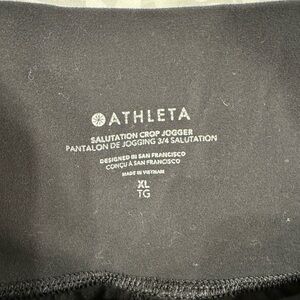 ATHLETA
SALUTATION CROP JOGGER
PANTALON DE JOGGING 3/4 SALUTATION
DESIGNED IN SAN FRANCISCO
CONÇU À SAN FRANCISCO
MADE IN VIETNAM
XL
TG